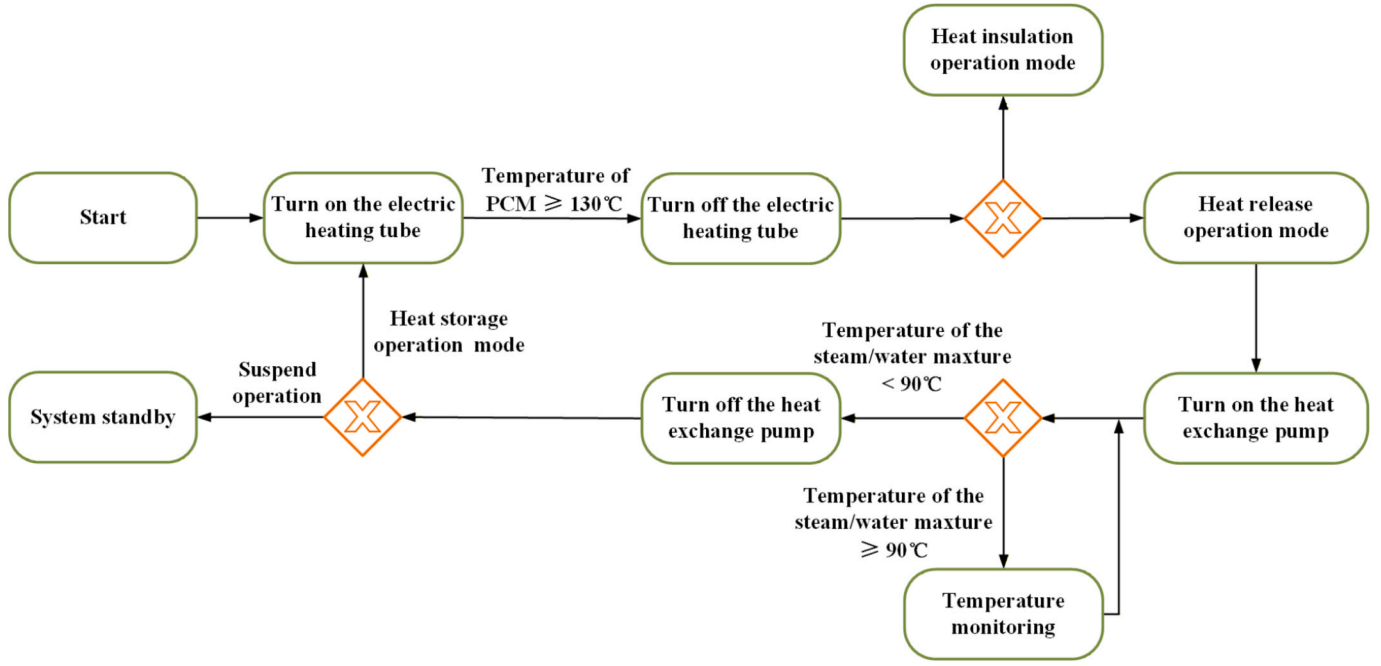 Heat insulation
operation mode
Start
Turn on the electric
heating tube
Temperature of
PCM ⩾ 130℃
Turn off the electric
heating tube
X
Heat release
operation mode
Heat storage
operation mode
Temperature of the
steam/water maxture
< 90℃
Suspend
operation
System standby
X
Turn off the heat
exchange pump
X
Turn on the heat
exchange pump
Temperature of the
steam/water maxture
⩾ 90℃
Temperature
monitoring